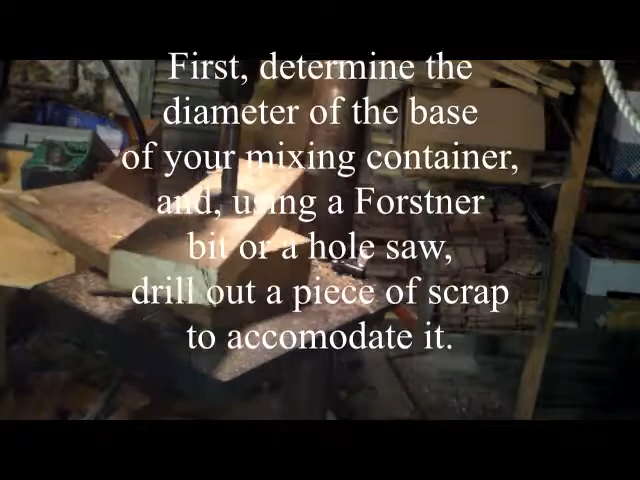 First, determine the
diameter of the base
of your mixing container,
and, using a Forstner
bit or a hole saw,
drill out a piece of scrap
to accomodate it.